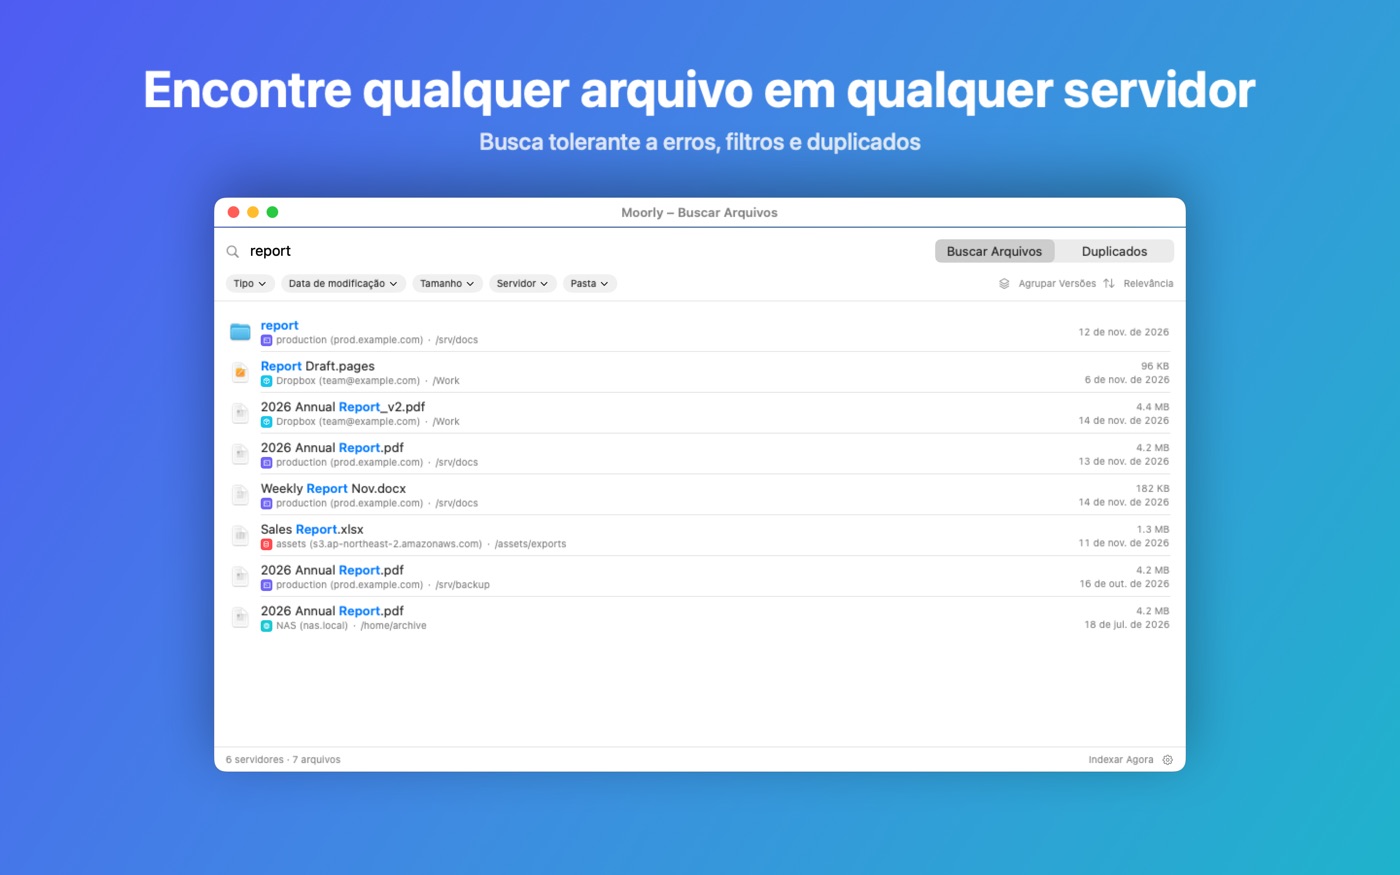 Encontre qualquer arquivo em qualquer servidor
Busca tolerante a erros, filtros e duplicados
Moorly – Buscar Arquivos
report
Buscar Arquivos
Duplicados
Tipo
Data de modificação
Tamanho
Servidor
Pasta
Agrupar Versões
Relevância
report
production (prod.example.com) · /srv/docs
12 de nov. de 2026
Report Draft.pages
96 KB
Dropbox (team@example.com) · /Work
6 de nov. de 2026
2026 Annual Report_v2.pdf
4.4 MB
Dropbox (team@example.com) · /Work
14 de nov. de 2026
2026 Annual Report.pdf
4.2 MB
production (prod.example.com) · /srv/docs
13 de nov. de 2026
Weekly Report Nov.docx
182 KB
production (prod.example.com) · /srv/docs
14 de nov. de 2026
Sales Report.xlsx
1.3 MB
assets (s3.ap-northeast-2.amazonaws.com) · /assets/exports
11 de nov. de 2026
2026 Annual Report.pdf
4.2 MB
production (prod.example.com) · /srv/backup
16 de out. de 2026
2026 Annual Report.pdf
4.2 MB
NAS (nas.local) · /home/archive
18 de jul. de 2026
6 servidores · 7 arquivos
Indexar Agora